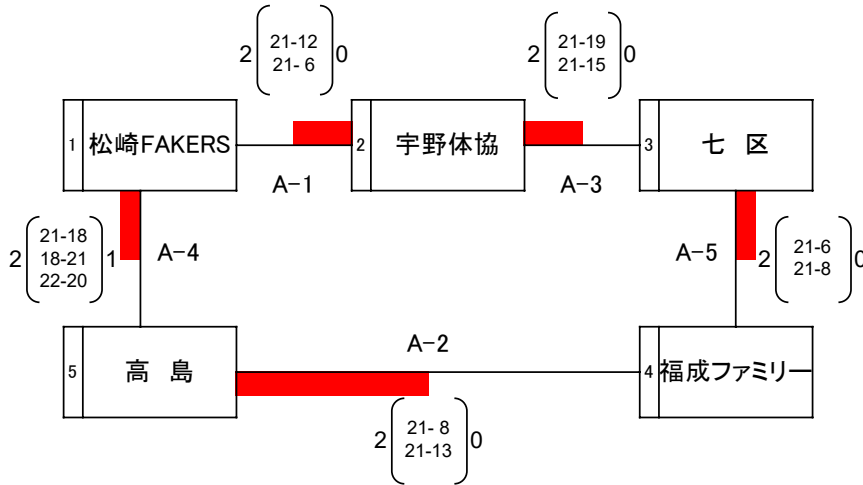 2 21-12 0
21- 6
2 21-19 0
21-15
1 松崎FAKERS
2 宇野体協
3 七 区
A-1
A-3
2 21-18 1
18-21
22-20
A-4
A-5
2 21-6 0
21-8
A-2
5 高 島
4 福成ファミリー
2 21- 8 0
21-13